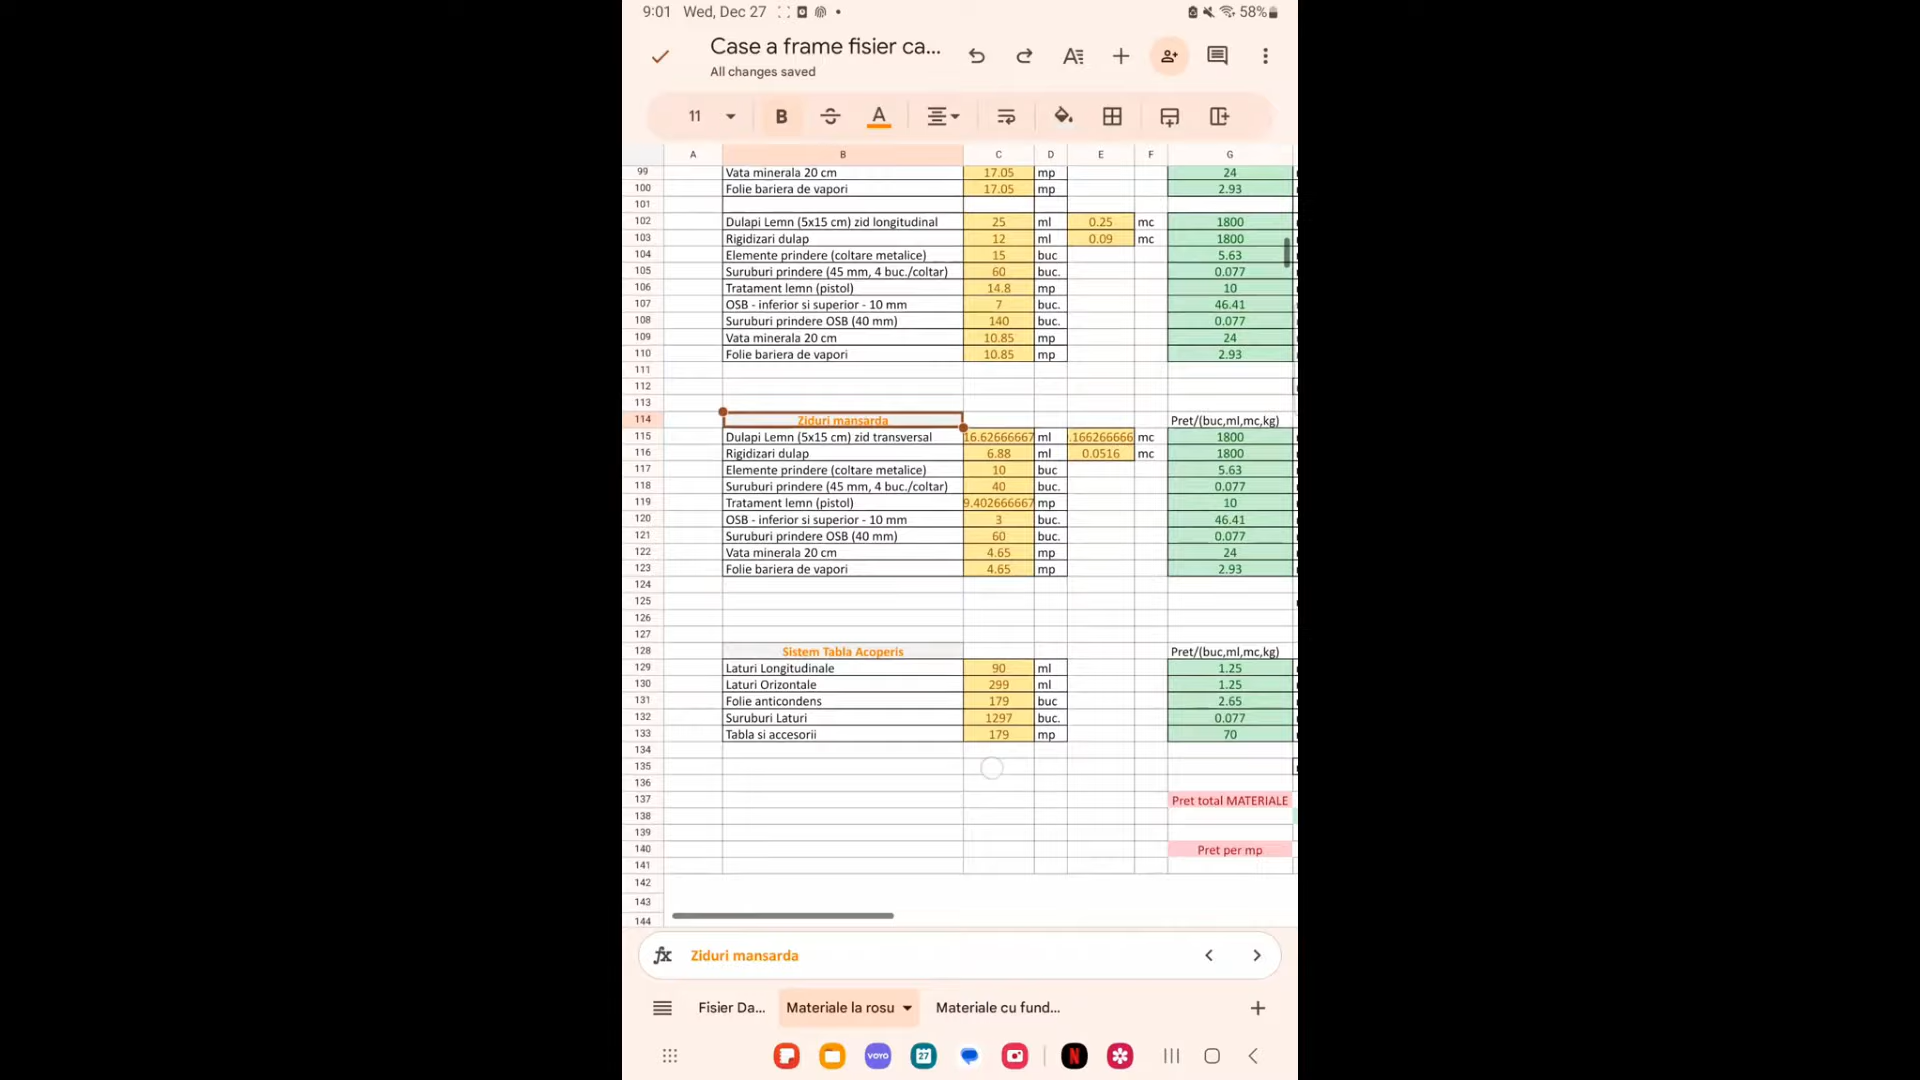 9:01 Wed, Dec 27 58%
Case a frame fisier ca...
All changes saved
11 B A
A B C D E F G
99 Vata minerala 20 cm 17.05 mp 24
100 Folie bariera de vapori 17.05 mp 2.93
101
102 Dulapi Lemn (5x15 cm) zid longitudinal 25 ml 0.25 mc 1800
103 Rigidizari dulap 12 ml 0.09 mc 1800
104 Elemente prindere (coltare metalice) 15 buc 5.63
105 Suruburi prindere (45 mm, 4 buc./coltar) 60 buc. 0.077
106 Tratament lemn (pistol) 14.8 mp 10
107 OSB - inferior si superior - 10 mm 7 buc. 46.41
108 Suruburi prindere OSB (40 mm) 140 buc. 0.077
109 Vata minerala 20 cm 10.85 mp 24
110 Folie bariera de vapori 10.85 mp 2.93
111
112
113
114 Ziduri mansarda Pret/(buc,ml,mc,kg)
115 Dulapi Lemn (5x15 cm) zid transversal 16.62666667 ml .166266666 mc 1800
116 Rigidizari dulap 6.88 ml 0.0516 mc 1800
117 Elemente prindere (coltare metalice) 10 buc 5.63
118 Suruburi prindere (45 mm, 4 buc./coltar) 40 buc. 0.077
119 Tratament lemn (pistol) 9.402666667 mp 10
120 OSB - inferior si superior - 10 mm 3 buc. 46.41
121 Suruburi prindere OSB (40 mm) 60 buc. 0.077
122 Vata minerala 20 cm 4.65 mp 24
123 Folie bariera de vapori 4.65 mp 2.93
124
125
126
127
128 Sistem Tabla Acoperis Pret/(buc,ml,mc,kg)
129 Laturi Longitudinale 90 ml 1.25
130 Laturi Orizontale 299 ml 1.25
131 Folie anticondens 179 buc 2.65
132 Suruburi Laturi 1297 buc. 0.077
133 Tabla si accesorii 179 mp 70
134
135
136
137 Pret total MATERIALE
138
139
140 Pret per mp
141
142
143
144
fx Ziduri mansarda
Fisier Da... Materiale la rosu Materiale cu fund...
VOYO 27 N